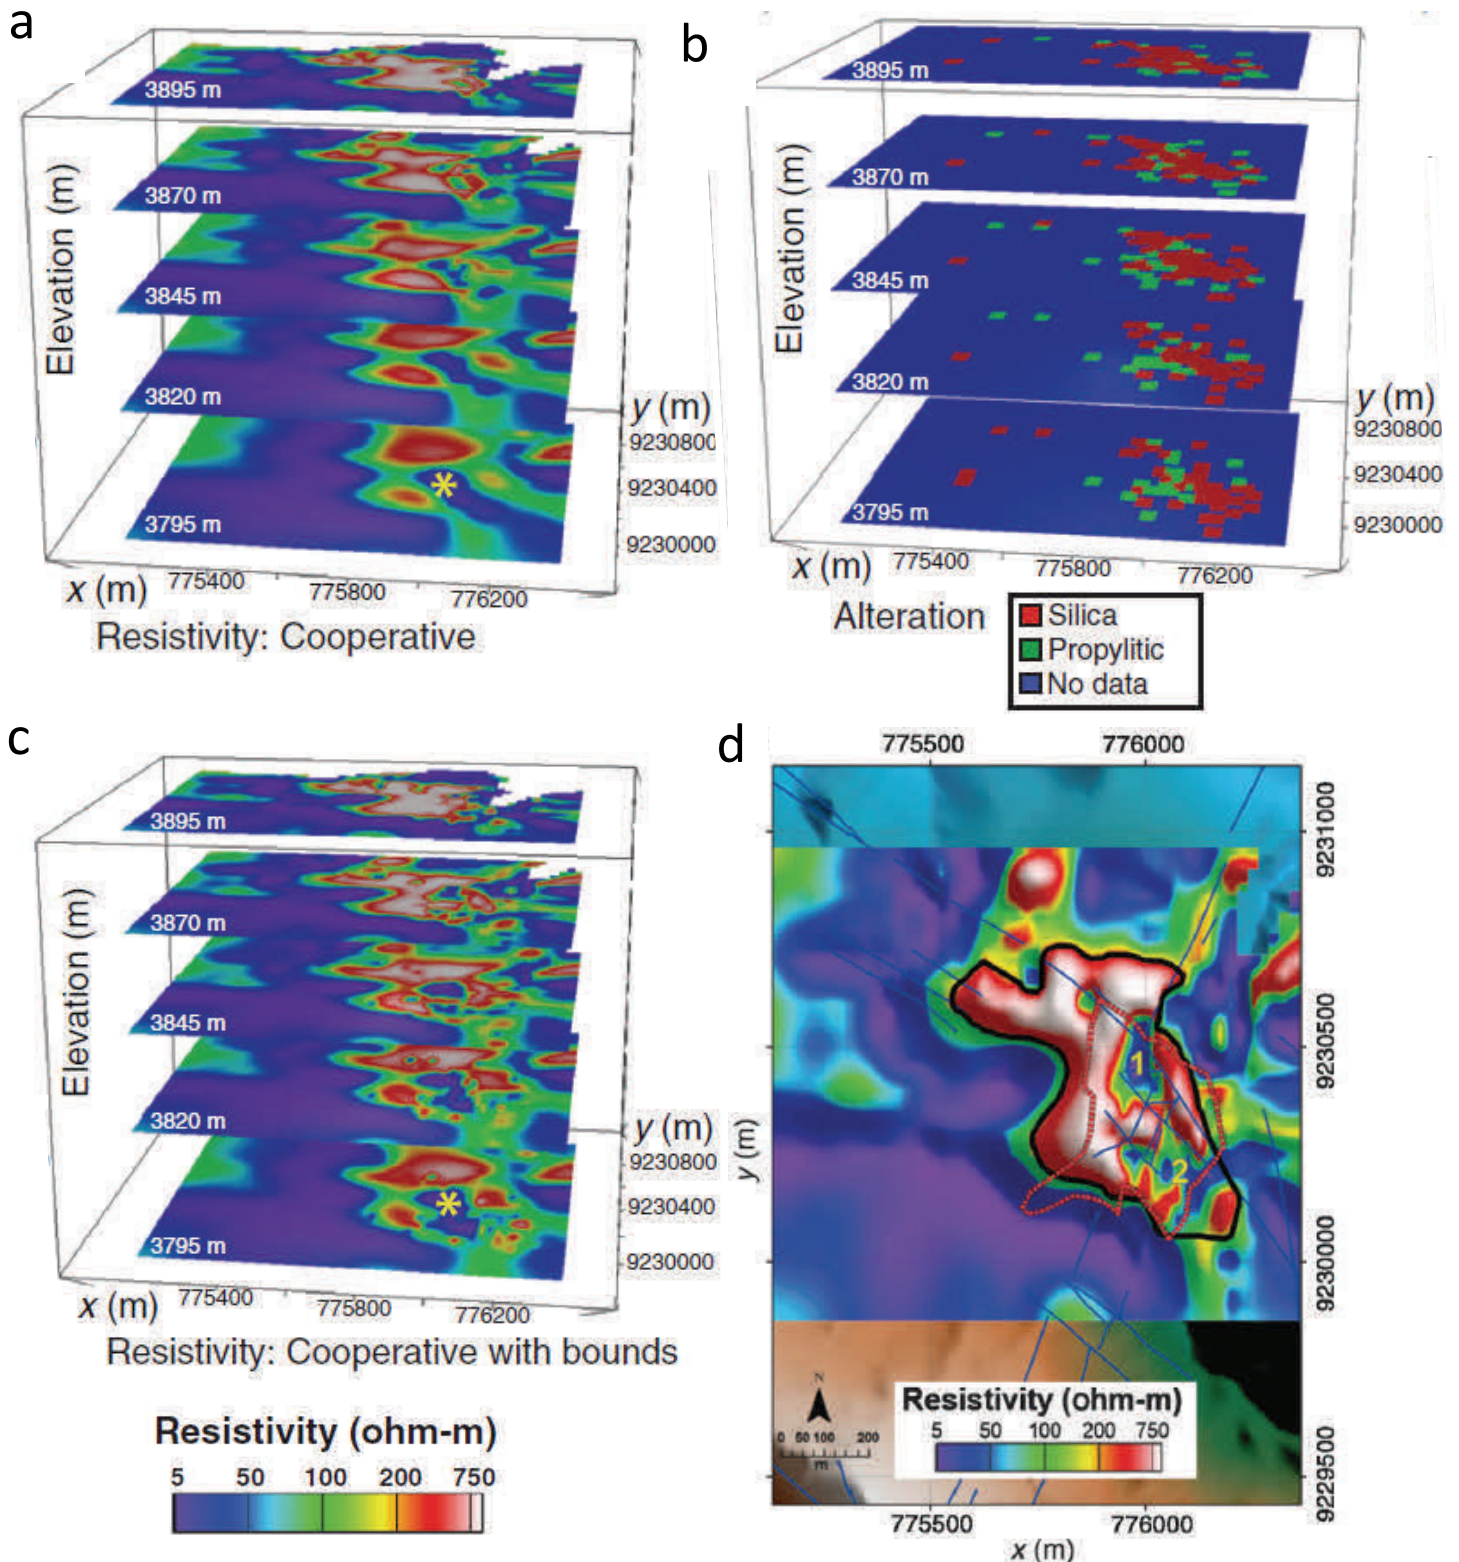 a
3895 m
3870 m
3845 m
3820 m
3795 m
Elevation (m)
y (m)
9230800
9230400
9230000
*
x (m)
775400
775800
776200
Resistivity: Cooperative
b
3895 m
3870 m
3845 m
3820 m
3795 m
Elevation (m)
y (m)
9230800
9230400
9230000
x (m)
775400
775800
776200
Alteration
Silica
Propylitic
No data
c
3895 m
3870 m
3845 m
3820 m
3795 m
Elevation (m)
y (m)
9230800
9230400
9230000
*
x (m)
775400
775800
776200
Resistivity: Cooperative with bounds
Resistivity (ohm-m)
5 50 100 200 750
d
775500 776000
9231000
9230500
9230000
9229500
y (m)
1
2
N
0 50 100 200
m
Resistivity (ohm-m)
5 50 100 200 750
775500 776000
x (m)